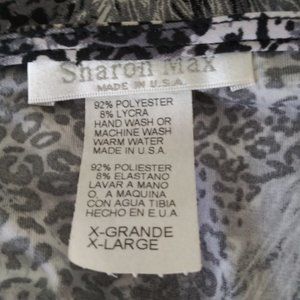 Sharon Max
MADE IN U.S.A.
92% POLYESTER
8% LYCRA
HAND WASH OR
MACHINE WASH
WARM WATER
MADE IN U.S.A
92% POLIESTER
8% ELASTANO
LAVAR A MANO
O, A MAQUINA
CON AGUA TIBIA
HECHO EN E.U.A
X-GRANDE
X-LARGE